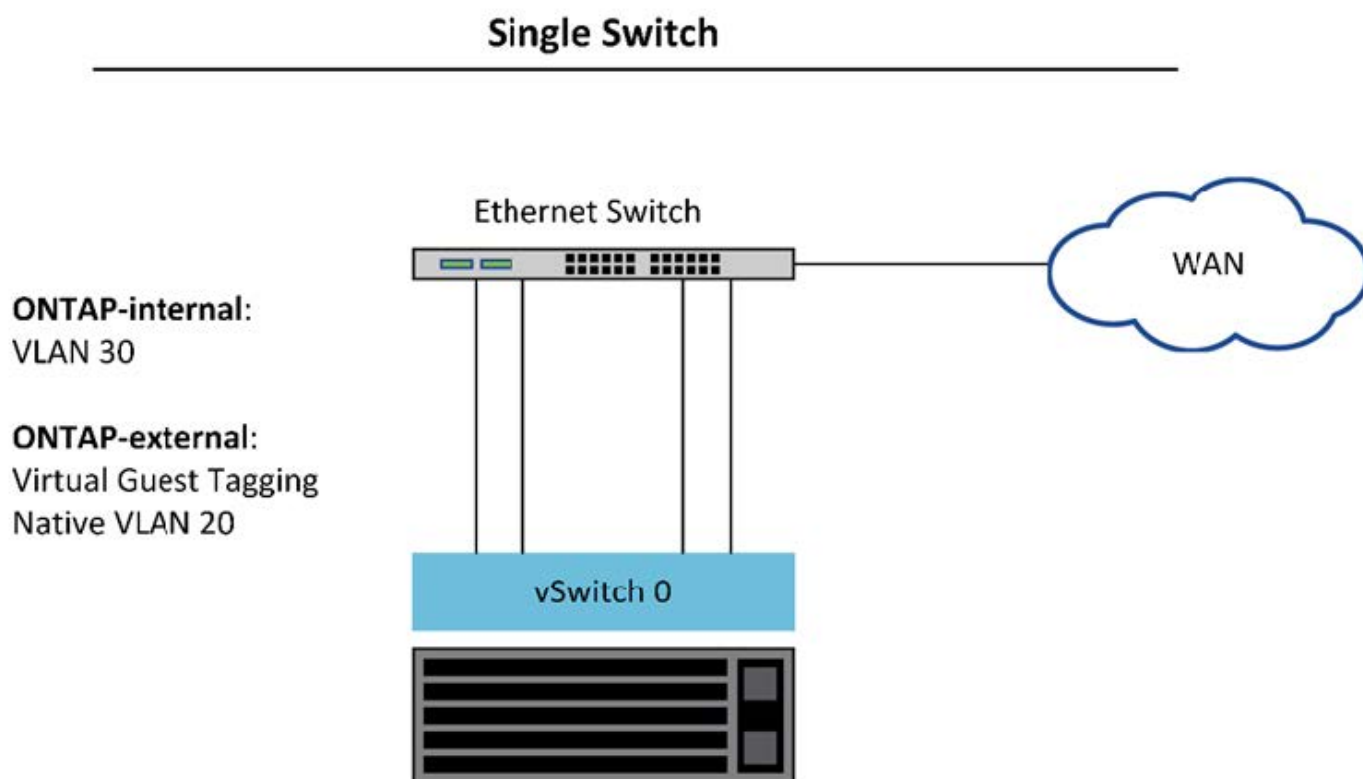 Single Switch
Ethernet Switch
WAN
ONTAP-internal:
VLAN 30
ONTAP-external:
Virtual Guest Tagging
Native VLAN 20
vSwitch 0